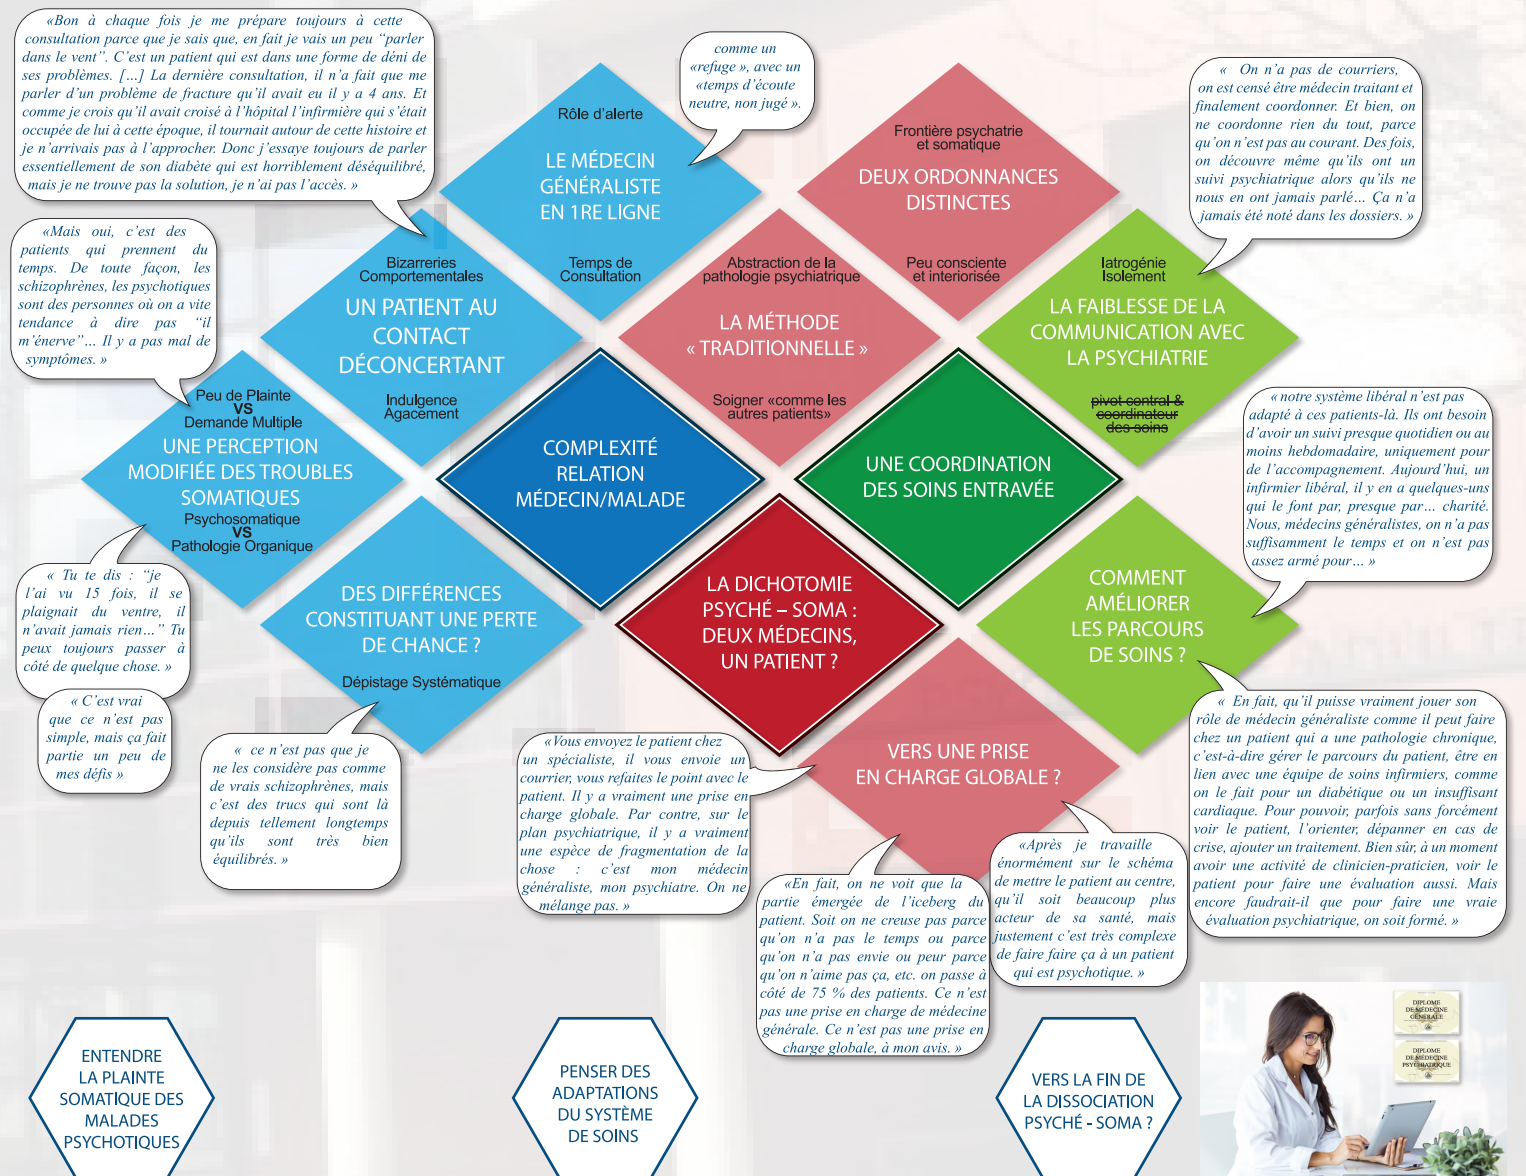 «Bon à chaque fois je me prépare toujours à cette
consultation parce que je sais que, en fait je vais un peu “parler
dans le vent”. C’est un patient qui est dans une forme de déni de
ses problèmes. [...] La dernière consultation, il n’a fait que me
parler d’un problème de fracture qu’il avait eu il y a 4 ans. Et
comme je crois qu’il avait croisé à l’hôpital l’infirmière qui s’était
occupée de lui à cette époque, il tournait autour de cette histoire et
je n’arrivais pas à l’approcher. Donc j’essaye toujours de parler
essentiellement de son diabète qui est horriblement déséquilibré,
mais je ne trouve pas la solution, je n’ai pas l’accès. »
comme un
«refuge », avec un
«temps d’écoute
neutre, non jugé ».
« On n’a pas de courriers,
on est censé être médecin traitant et
finalement coordonner. Et bien, on
ne coordonne rien du tout, parce
qu’on n’est pas au courant. Des fois,
on découvre même qu’ils ont un
suivi psychiatrique alors qu’ils ne
nous en ont jamais parlé… Ça n’a
jamais été noté dans les dossiers. »
Rôle d’alerte
LE MÉDECIN
GÉNÉRALISTE
EN 1RE LIGNE
Temps de
Consultation
Frontière psychatrie
et somatique
DEUX ORDONNANCES
DISTINCTES
Peu consciente
et interiorisée
«Mais oui, c’est des
patients qui prennent du
temps. De toute façon, les
schizophrènes, les psychotiques
sont des personnes où on a vite
tendance à dire pas “il
m’énerve”… Il y a pas mal de
symptômes. »
Bizarreries
Comportementales
UN PATIENT AU
CONTACT
DÉCONCERTANT
Indulgence
Agacement
Abstraction de la
pathologie psychiatrique
LA MÉTHODE
« TRADITIONNELLE »
Soigner «comme les
autres patients»
Iatrogénie
Isolement
LA FAIBLESSE DE LA
COMMUNICATION AVEC
LA PSYCHIATRIE
pivot central &
coordinateur
des soins
Peu de Plainte
VS
Demande Multiple
UNE PERCEPTION
MODIFIÉE DES TROUBLES
SOMATIQUES
Psychosomatique
VS
Pathologie Organique
COMPLEXITÉ
RELATION
MÉDECIN/MALADE
UNE COORDINATION
DES SOINS ENTRAVÉE
« notre système libéral n’est pas
adapté à ces patients-là. Ils ont besoin
d’avoir un suivi presque quotidien ou au
moins hebdomadaire, uniquement pour
de l’accompagnement. Aujourd’hui, un
infirmier libéral, il y en a quelques-uns
qui le font par, presque par… charité.
Nous, médecins généralistes, on n’a pas
suffisamment le temps et on n’est pas
assez armé pour… »
« Tu te dis : “je
l’ai vu 15 fois, il se
plaignait du ventre, il
n’avait jamais rien…” Tu
peux toujours passer à
côté de quelque chose. »
« C’est vrai
que ce n’est pas
simple, mais ça fait
partie un peu de
mes défis »
DES DIFFÉRENCES
CONSTITUANT UNE PERTE
DE CHANCE ?
Dépistage Systématique
LA DICHOTOMIE
PSYCHÉ – SOMA :
DEUX MÉDECINS,
UN PATIENT ?
COMMENT
AMÉLIORER
LES PARCOURS
DE SOINS ?
« ce n’est pas que je
ne les considère pas comme
de vrais schizophrènes, mais
c’est des trucs qui sont là
depuis tellement longtemps
qu’ils sont très bien
équilibrés. »
«Vous envoyez le patient chez
un spécialiste, il vous envoie un
courrier, vous refaites le point avec le
patient. Il y a vraiment une prise en
charge globale. Par contre, sur le
plan psychiatrique, il y a vraiment
une espèce de fragmentation de la
chose : c’est mon médecin
généraliste, mon psychiatre. On ne
mélange pas. »
VERS UNE PRISE
EN CHARGE GLOBALE ?
« En fait, qu’il puisse vraiment jouer son
rôle de médecin généraliste comme il peut faire
chez un patient qui a une pathologie chronique,
c’est-à-dire gérer le parcours du patient, être en
lien avec une équipe de soins infirmiers, comme
on le fait pour un diabétique ou un insuffisant
cardiaque. Pour pouvoir, parfois sans forcément
voir le patient, l’orienter, dépanner en cas de
crise, ajouter un traitement. Bien sûr, à un moment
avoir une activité de clinicien-praticien, voir le
patient pour faire une évaluation aussi. Mais
encore faudrait-il que pour faire une vraie
évaluation psychiatrique, on soit formé. »
«En fait, on ne voit que la
partie émergée de l’iceberg du
patient. Soit on ne creuse pas parce
qu’on n’a pas le temps ou parce
qu’on n’a pas envie ou peur parce
qu’on n’aime pas ça, etc. on passe à
côté de 75 % des patients. Ce n’est
pas une prise en charge de médecine
générale. Ce n’est pas une prise en
charge globale, à mon avis. »
«Après je travaille
énormément sur le schéma
de mettre le patient au centre,
qu’il soit beaucoup plus
acteur de sa santé, mais
justement c’est très complexe
de faire faire ça à un patient
qui est psychotique. »
ENTENDRE
LA PLAINTE
SOMATIQUE DES
MALADES
PSYCHOTIQUES
PENSER DES
ADAPTATIONS
DU SYSTÈME
DE SOINS
VERS LA FIN DE
LA DISSOCIATION
PSYCHÉ - SOMA ?
DIPLOME
DE MÉDECINE
GÉNÉRALE
DIPLOME
DE MÉDECINE
PSYCHIATRIQUE